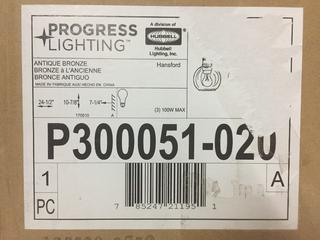 PROGRESS
LIGHTING™
A division of
HUBBELL
Hubbell
Lighting, Inc.
ANTIQUE BRONZE
BRONZE à L'ANCIENNE
BRONCE ANTIGUO
MADE IN/FABRIQUE AUX/HECHO EN: CHINA
Hansford
24-1/2" 10-7/8" 7-1/4"
(3) 100W MAX
P300051-020
1
PC
A
7 85247 21195 1